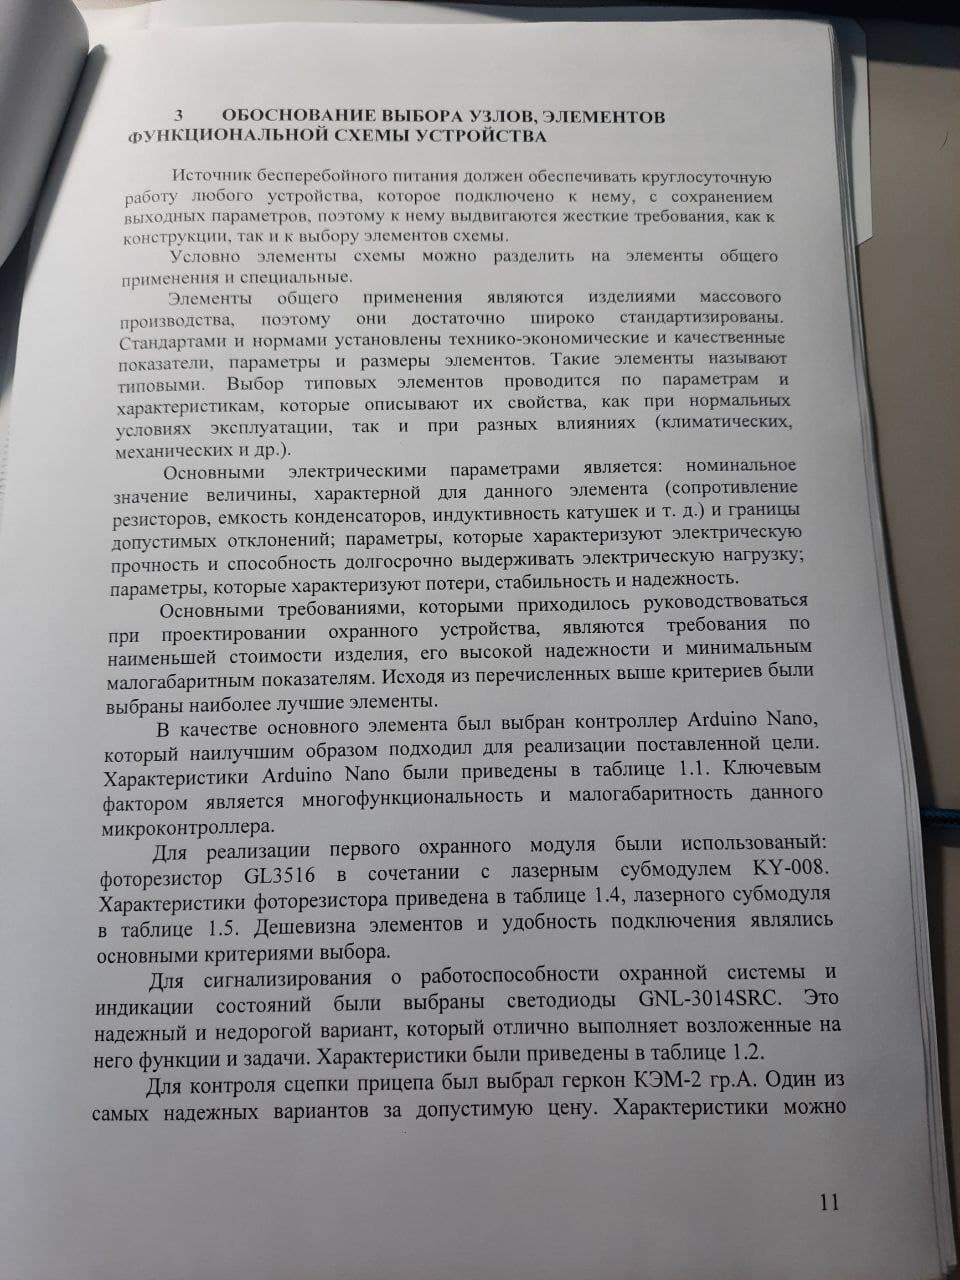 3 ОБОСНОВАНИЕ ВЫБОРА УЗЛОВ, ЭЛЕМЕНТОВ
ФУНКЦИОНАЛЬНОЙ СХЕМЫ УСТРОЙСТВА
Источник бесперебойного питания должен обеспечивать круглосуточную
работу любого устройства, которое подключено к нему, с сохранением
выходных параметров, поэтому к нему выдвигаются жесткие требования, как к
конструкции, так и к выбору элементов схемы.
Условно элементы схемы можно разделить на элементы общего
применения и специальные.
Элементы общего применения являются изделиями массового
производства, поэтому они достаточно широко стандартизированы.
Стандартами и нормами установлены технико-экономические и качественные
показатели, параметры и размеры элементов. Такие элементы называют
типовыми. Выбор типовых элементов проводится по параметрам и
характеристикам, которые описывают их свойства, как при нормальных
условиях эксплуатации, так и при разных влияниях (климатических,
механических и др.).
Основными электрическими параметрами является: номинальное
значение величины, характерной для данного элемента (сопротивление
резисторов, емкость конденсаторов, индуктивность катушек и т. д.) и границы
допустимых отклонений; параметры, которые характеризуют электрическую
прочность и способность долгосрочно выдерживать электрическую нагрузку;
параметры, которые характеризуют потери, стабильность и надежность.
Основными требованиями, которыми приходилось руководствоваться
при проектировании охранного устройства, являются требования по
наименьшей стоимости изделия, его высокой надежности и минимальным
малогабаритным показателям. Исходя из перечисленных выше критериев были
выбраны наиболее лучшие элементы.
В качестве основного элемента был выбран контроллер Arduino Nano,
который наилучшим образом подходил для реализации поставленной цели.
Характеристики Arduino Nano были приведены в таблице 1.1. Ключевым
фактором является многофункциональность и малогабаритность данного
микроконтроллера.
Для реализации первого охранного модуля были использованый:
фоторезистор GL3516 в сочетании с лазерным субмодулем KY-008.
Характеристики фоторезистора приведена в таблице 1.4, лазерного субмодуля
в таблице 1.5. Дешевизна элементов и удобность подключения являлись
основными критериями выбора.
Для сигнализирования о работоспособности охранной системы и
индикации состояний были выбраны светодиоды GNL-3014SRC. Это
надежный и недорогой вариант, который отлично выполняет возложенные на
него функции и задачи. Характеристики были приведены в таблице 1.2.
Для контроля сцепки прицепа был выбрал геркон КЭМ-2 гр.А. Один из
самых надежных вариантов за допустимую цену. Характеристики можно
11